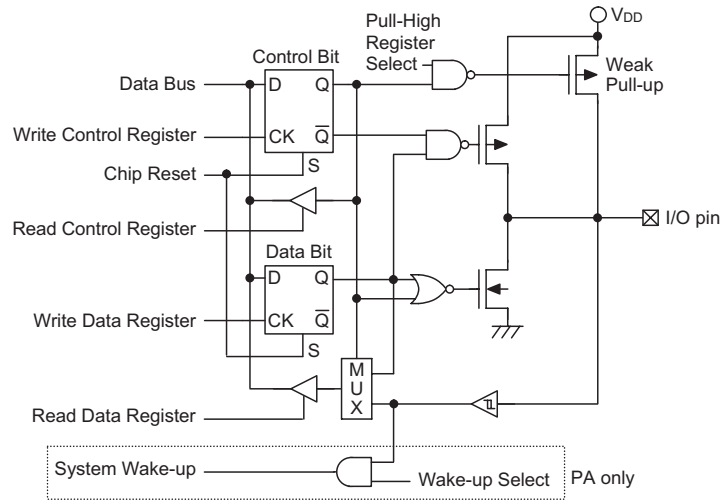 VDD
Pull-High
Register
Select
Control Bit
Weak
Pull-up
Data Bus
D
Q
Write Control Register
CK
Q̅
S
Chip Reset
Read Control Register
I/O pin
Data Bit
D
Q
Write Data Register
CK
Q̅
S
M
U
X
Read Data Register
System Wake-up
Wake-up Select
PA only